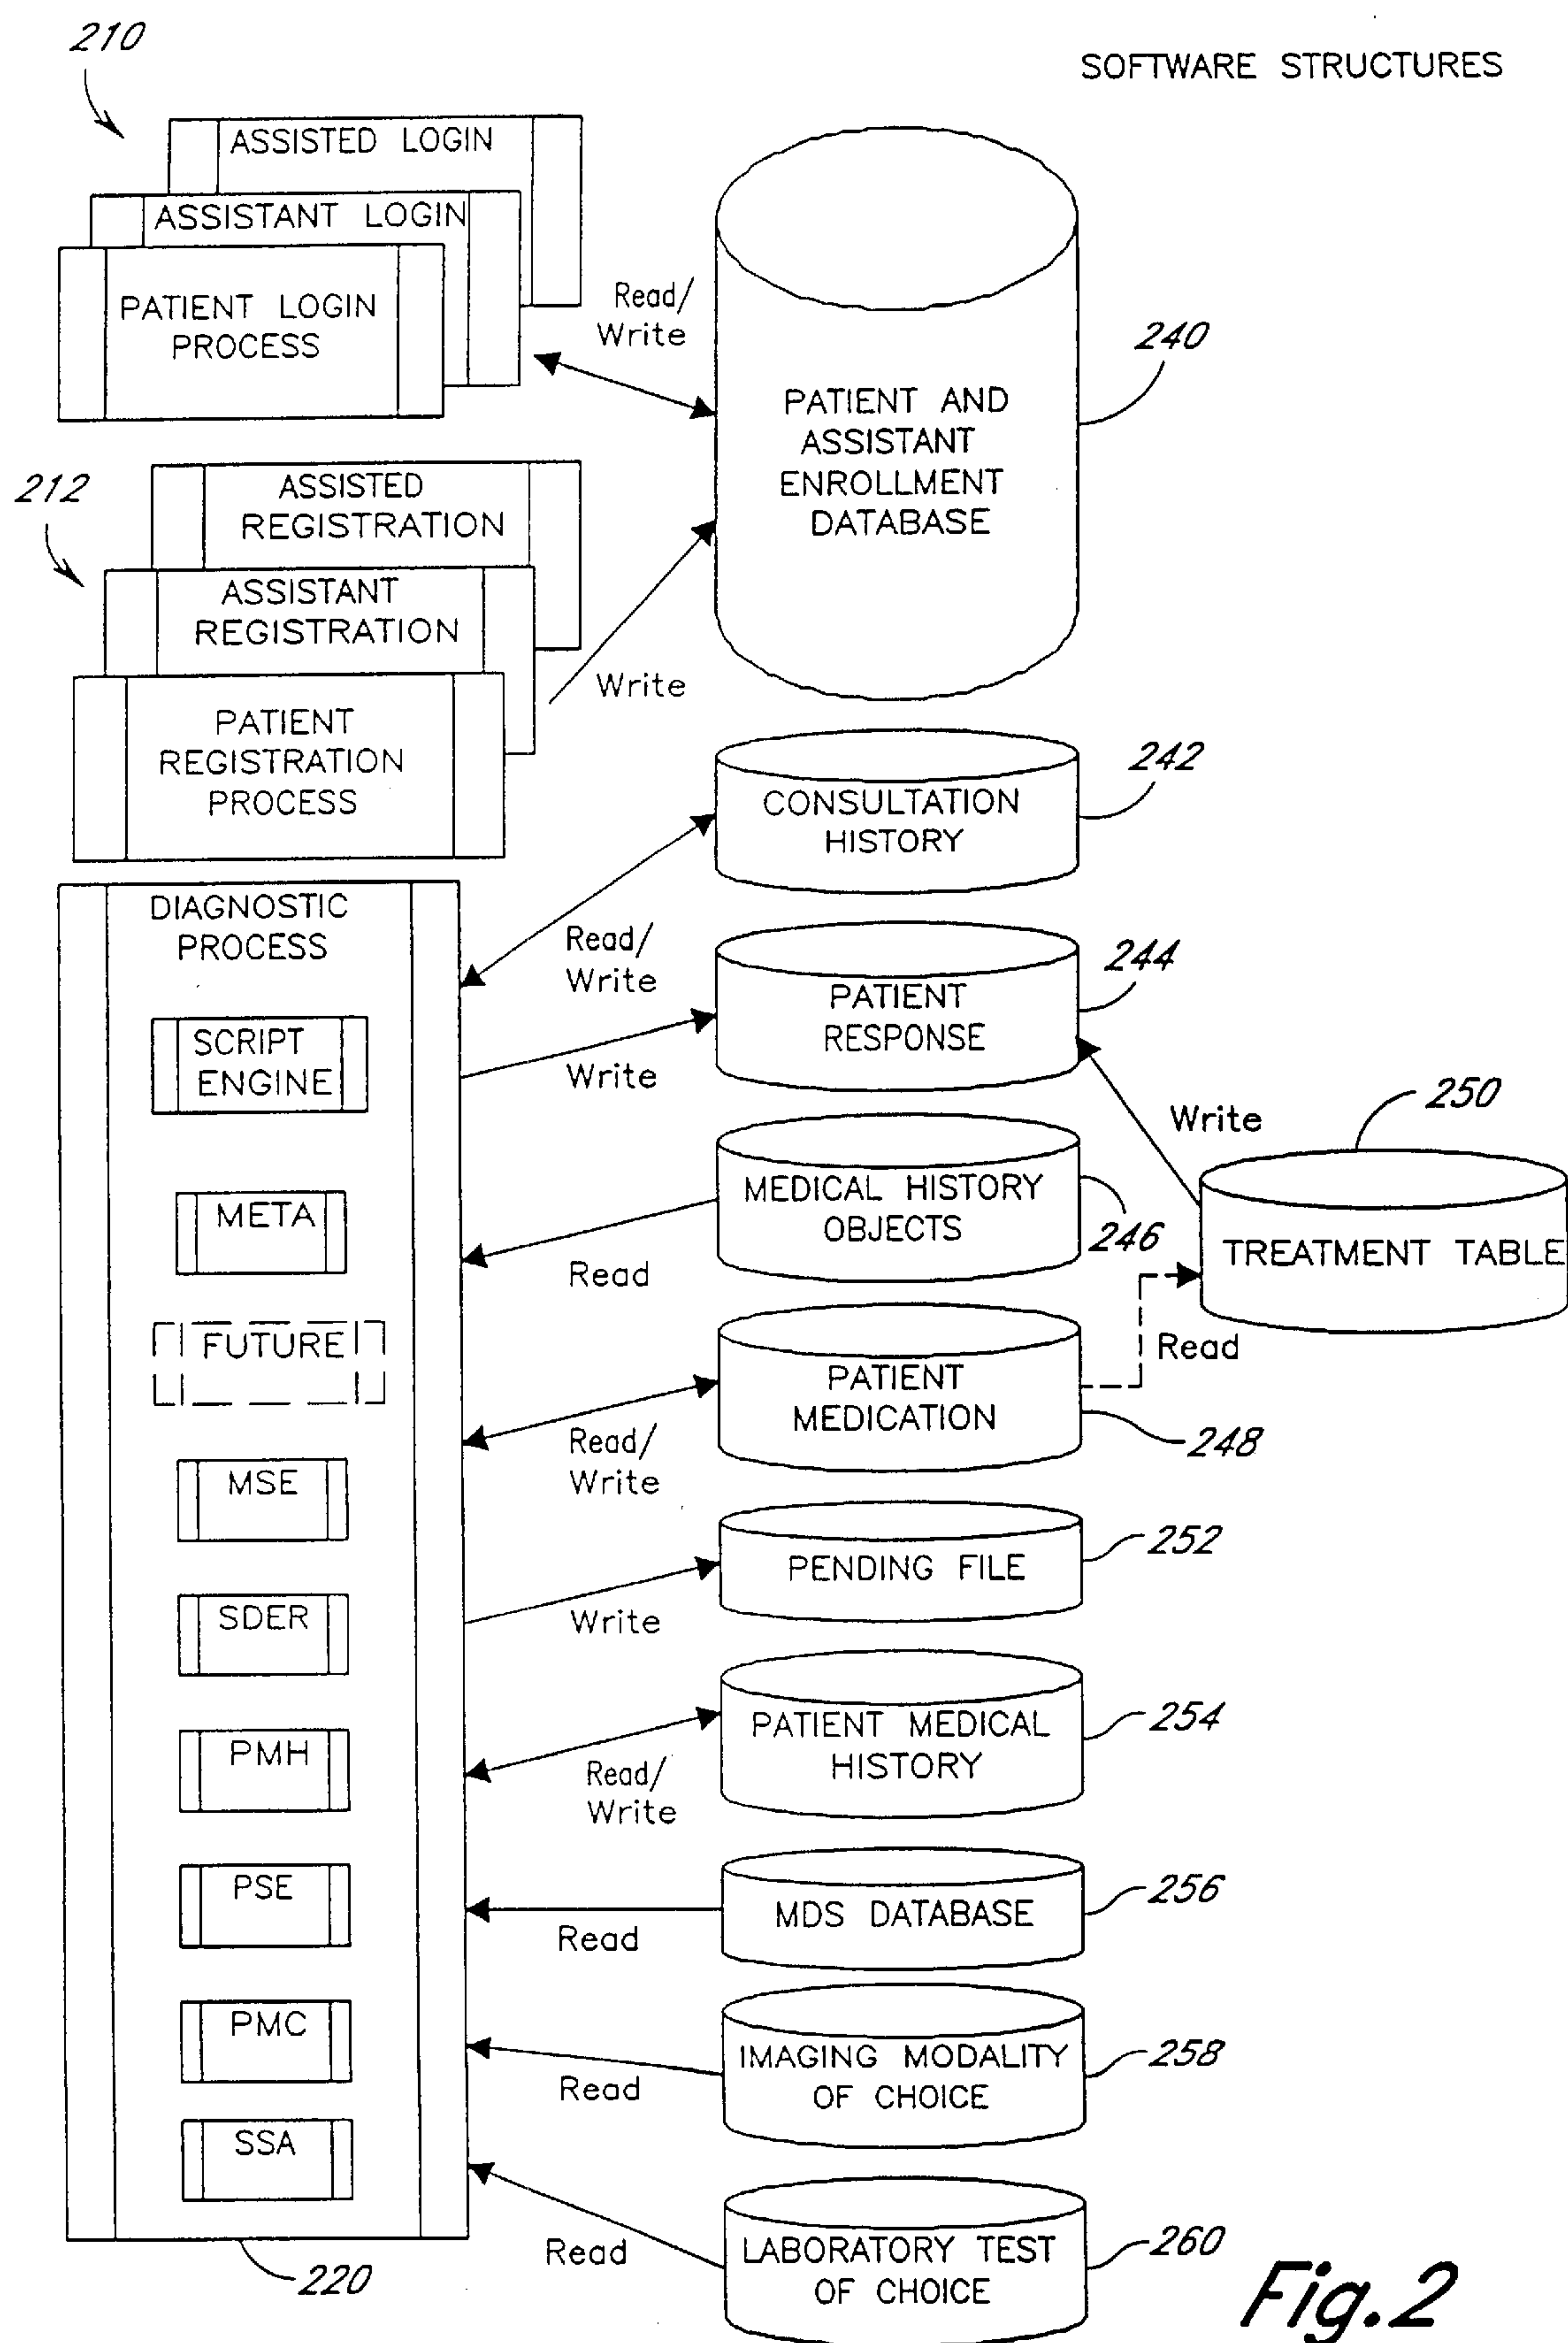 210
SOFTWARE STRUCTURES
ASSISTED LOGIN
ASSISTANT LOGIN
PATIENT LOGIN
PROCESS
Read/
Write
240
PATIENT AND
ASSISTANT
ENROLLMENT
DATABASE
212
ASSISTED
REGISTRATION
ASSISTANT
REGISTRATION
Write
PATIENT
REGISTRATION
PROCESS
242
CONSULTATION
HISTORY
DIAGNOSTIC
PROCESS
Read/
Write
244
PATIENT
RESPONSE
SCRIPT
ENGINE
Write
Write
250
META
MEDICAL HISTORY
OBJECTS
246
TREATMENT TABLE
Read
FUTURE
Read
PATIENT
MEDICATION
248
Read/
Write
MSE
252
PENDING FILE
SDER
Write
254
PATIENT MEDICAL
HISTORY
PMH
Read/
Write
PSE
256
MDS DATABASE
Read
PMC
258
IMAGING MODALITY
OF CHOICE
Read
SSA
260
LABORATORY TEST
OF CHOICE
Read
220
Fig.2